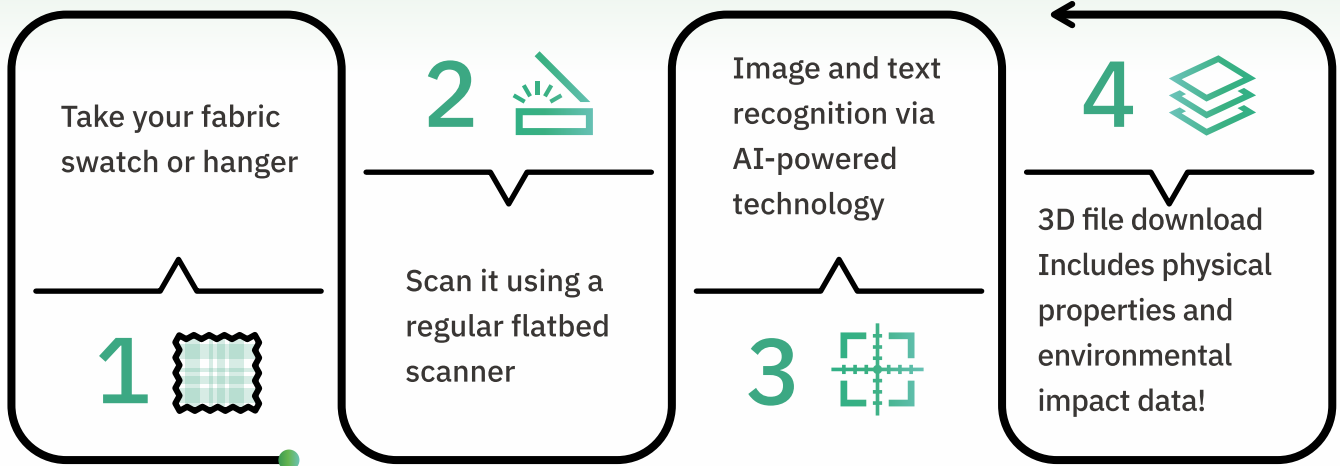 Take your fabric
swatch or hanger
1
2
Scan it using a
regular flatbed
scanner
Image and text
recognition via
AI-powered
technology
3
4
3D file download
Includes physical
properties and
environmental
impact data!